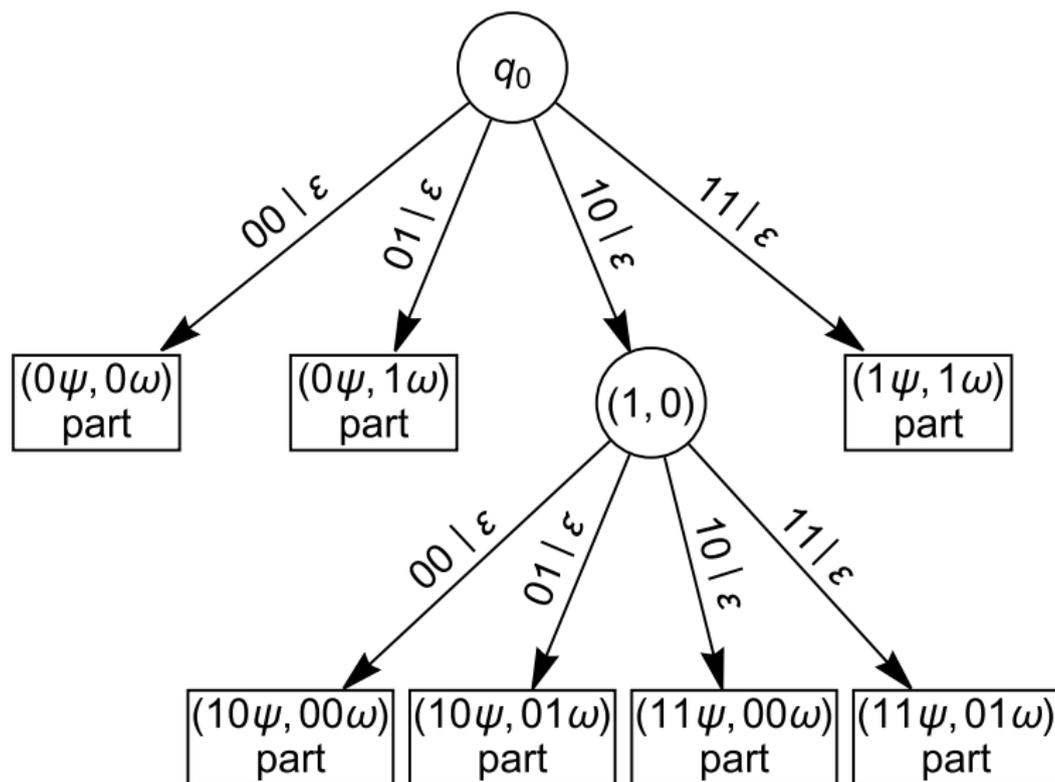 q₀
00 | ε
01 | ε
10 | ε
11 | ε
(0ψ, 0ω)
part
(0ψ, 1ω)
part
(1, 0)
(1ψ, 1ω)
part
00 | ε
01 | ε
10 | ε
11 | ε
(10ψ, 00ω)
part
(10ψ, 01ω)
part
(11ψ, 00ω)
part
(11ψ, 01ω)
part